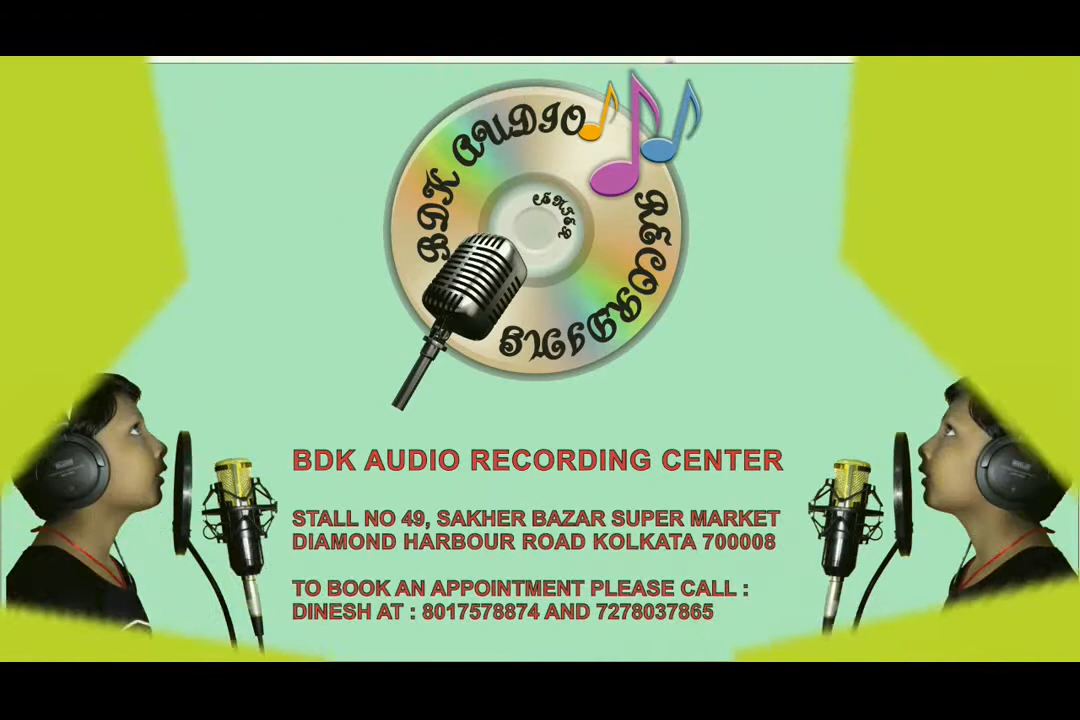 BDK AUDIO
RECORDING
CENTER
BDK AUDIO RECORDING CENTER
STALL NO 49, SAKHER BAZAR SUPER MARKET
DIAMOND HARBOUR ROAD KOLKATA 700008
TO BOOK AN APPOINTMENT PLEASE CALL :
DINESH AT : 8017578874 AND 7278037865